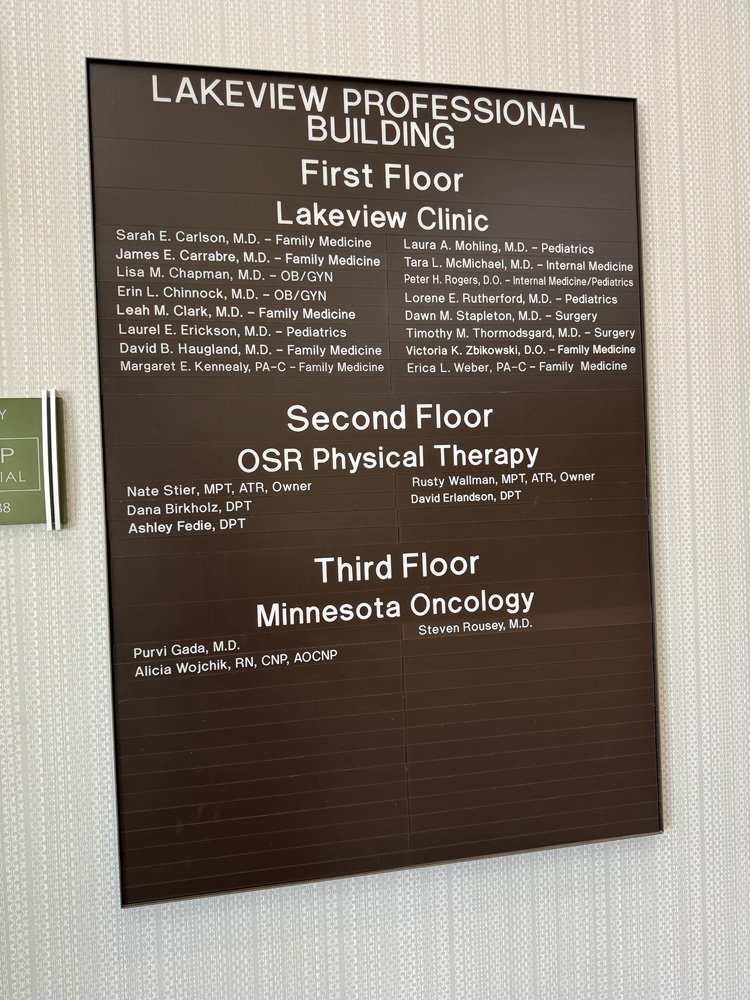 LAKEVIEW PROFESSIONAL
BUILDING
First Floor
Lakeview Clinic
Sarah E. Carlson, M.D. – Family Medicine
James E. Carrabre, M.D. – Family Medicine
Lisa M. Chapman, M.D. – OB/GYN
Erin L. Chinnock, M.D. – OB/GYN
Leah M. Clark, M.D. – Family Medicine
Laurel E. Erickson, M.D. – Pediatrics
David B. Haugland, M.D. – Family Medicine
Margaret E. Kennealy, PA–C – Family Medicine
Laura A. Mohling, M.D. – Pediatrics
Tara L. McMichael, M.D. – Internal Medicine
Peter H. Rogers, D.O. – Internal Medicine/Pediatrics
Lorene E. Rutherford, M.D. – Pediatrics
Dawn M. Stapleton, M.D. – Surgery
Timothy M. Thormodsgard, M.D. – Surgery
Victoria K. Zbikowski, D.O. – Family Medicine
Erica L. Weber, PA–C – Family Medicine
Second Floor
OSR Physical Therapy
Nate Stier, MPT, ATR, Owner
Dana Birkholz, DPT
Ashley Fedie, DPT
Rusty Wallman, MPT, ATR, Owner
David Erlandson, DPT
Third Floor
Minnesota Oncology
Purvi Gada, M.D.
Alicia Wojchik, RN, CNP, AOCNP
Steven Rousey, M.D.
Y
P
IAL
38